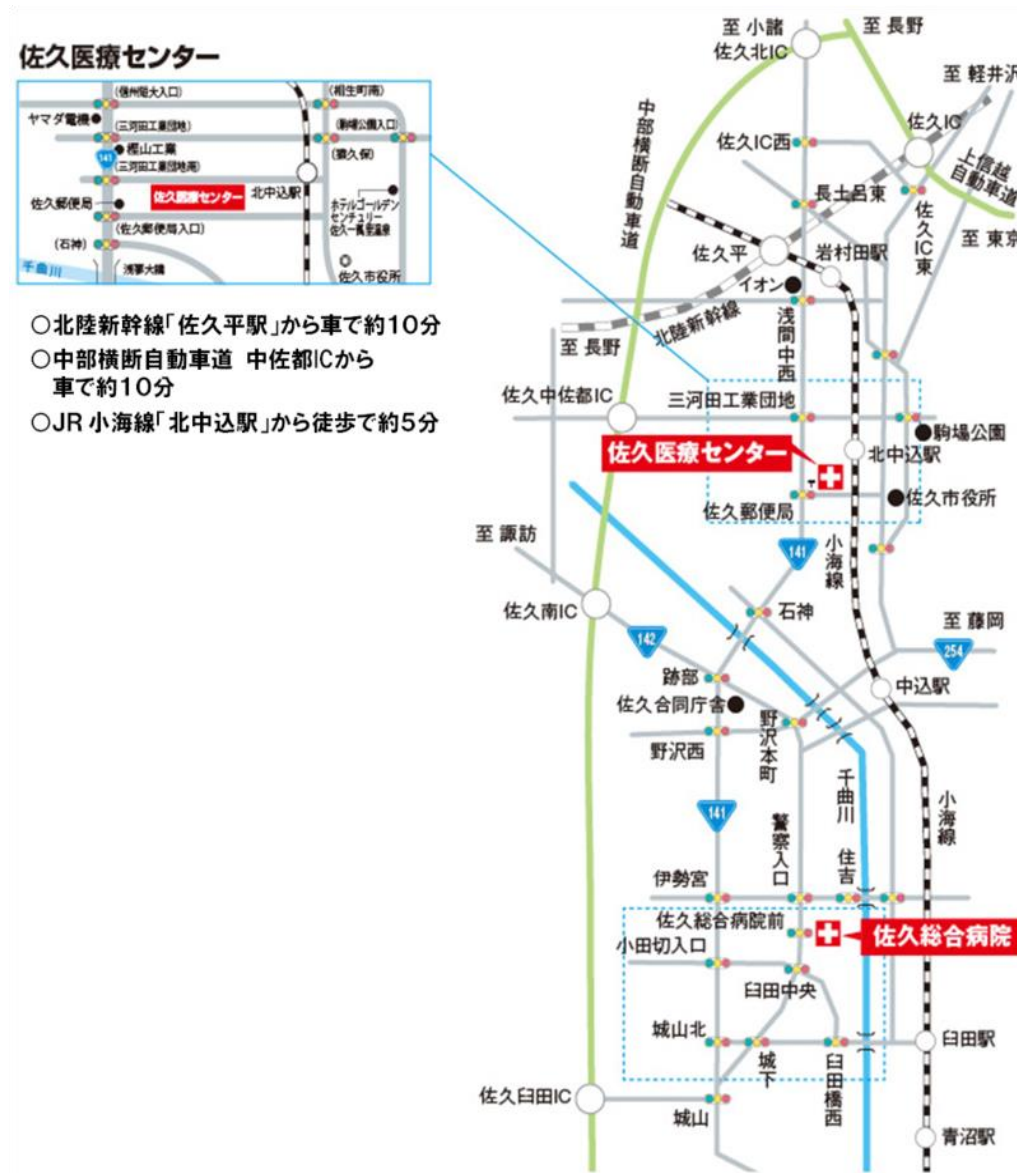 佐久医療センター
(信州短大入口)
(相生町南)
ヤマダ電機
(三河田工業団地)
(駒場公園入口)
樫山工業
(猿久保)
141
(三河田工業団地南)
佐久医療センター
北中込駅
佐久郵便局
ホテルゴールデン
センチュリー
佐久一萬里温泉
(佐久郵便局入口)
(石神)
佐久市役所
千曲川
浅蓼大橋
○北陸新幹線「佐久平駅」から車で約10分
○中部横断自動車道 中佐都ICから
車で約10分
○JR 小海線「北中込駅」から徒歩で約5分
至 小諸
至 長野
佐久北IC
至 軽井沢
中部横断自動車道
佐久IC
佐久IC西
上信越
自動車道
長土呂東
佐久IC東
至 東京
佐久平
岩村田駅
イオン
北陸新幹線
浅間中西
至 長野
佐久中佐都IC
三河田工業団地
駒場公園
佐久医療センター
北中込駅
佐久郵便局
佐久市役所
至 諏訪
小海線
141
佐久南IC
石神
至 藤岡
142
254
跡部
中込駅
佐久合同庁舎
野沢本町
野沢西
千曲川
小海線
141
警察入口
住吉
伊勢宮
佐久総合病院前
佐久総合病院
小田切入口
臼田中央
城山北
臼田駅
城下
臼田橋西
佐久臼田IC
城山
青沼駅